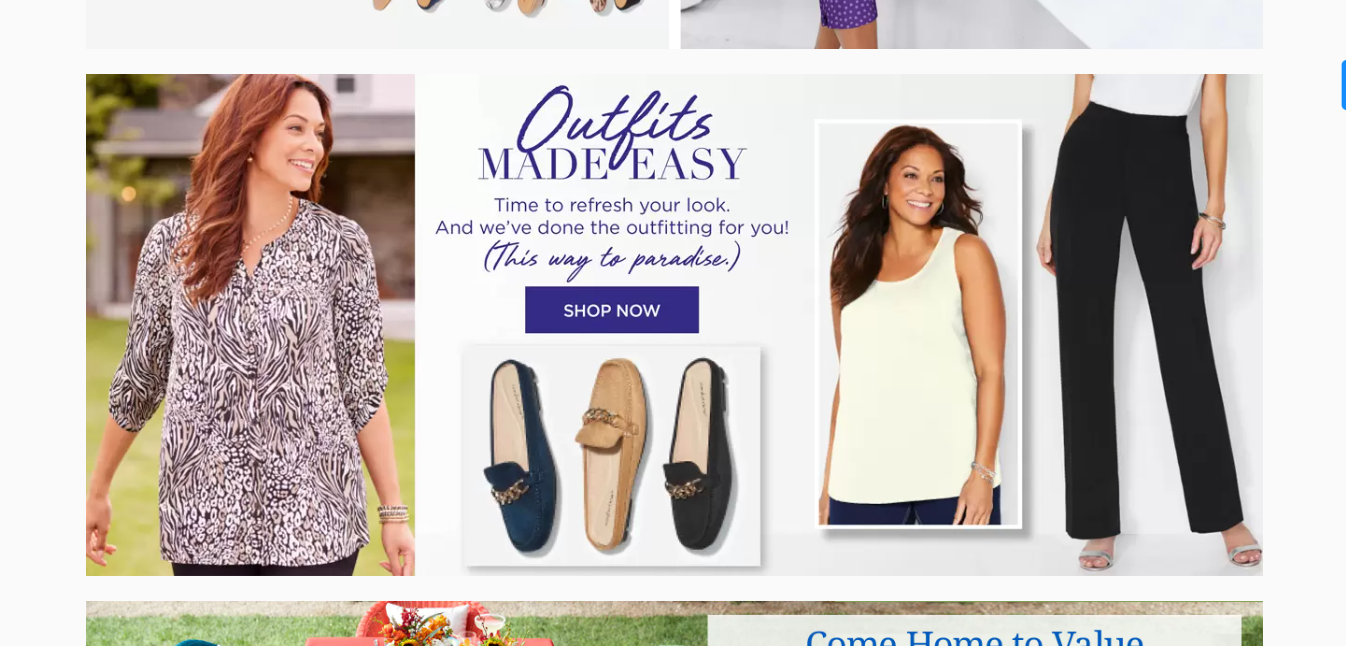 Outfits
MADE EASY
Time to refresh your look.
And we've done the outfitting for you!
(This way to paradise.)
SHOP NOW
Come Home to Value